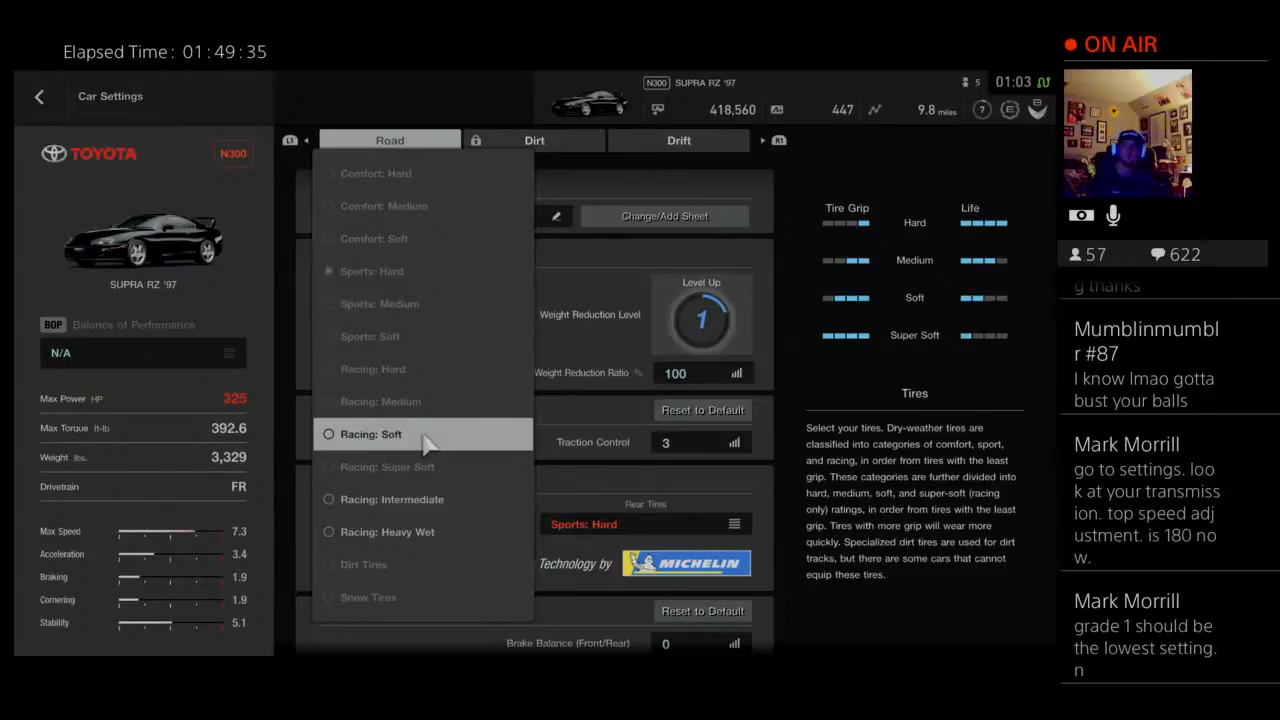 Elapsed Time: 01:49:35
ON AIR
Car Settings
N300 SUPRA RZ '97
5 01:03
418,560 447 9.8 miles 7 E B
TOYOTA N300
SUPRA RZ '97
BOP Balance of Performance
N/A
Max Power HP 325
Max Torque ft-lb 392.6
Weight lbs. 3,329
Drivetrain FR
Max Speed 7.3
Acceleration 3.4
Braking 1.9
Cornering 1.9
Stability 5.1
L1 Road Dirt Drift R1
Comfort: Hard
Comfort: Medium
Comfort: Soft
Sports: Hard
Sports: Medium
Sports: Soft
Racing: Hard
Racing: Medium
Racing: Soft
Racing: Super Soft
Racing: Intermediate
Racing: Heavy Wet
Dirt Tires
Snow Tires
Change/Add Sheet
Level Up
Weight Reduction Level 1
Weight Reduction Ratio % 100
Reset to Default
Traction Control 3
Rear Tires
Sports: Hard
Technology by MICHELIN
Reset to Default
Brake Balance (Front/Rear) 0
Tire Grip Life
Hard
Medium
Soft
Super Soft
Tires
Select your tires. Dry-weather tires are
classified into categories of comfort, sport,
and racing, in order from tires with the least
grip. These categories are further divided into
hard, medium, soft, and super-soft (racing
only) ratings, in order from tires with the least
grip. Tires with more grip will wear more
quickly. Specialized dirt tires are used for dirt
tracks, but there are some cars that cannot
equip these tires.
57 622
g thanks
Mumblinmumbl
r #87
I know lmao gotta
bust your balls
Mark Morrill
go to settings. loo
k at your transmiss
ion. top speed adj
ustment. is 180 no
w.
Mark Morrill
grade 1 should be
the lowest setting.
n